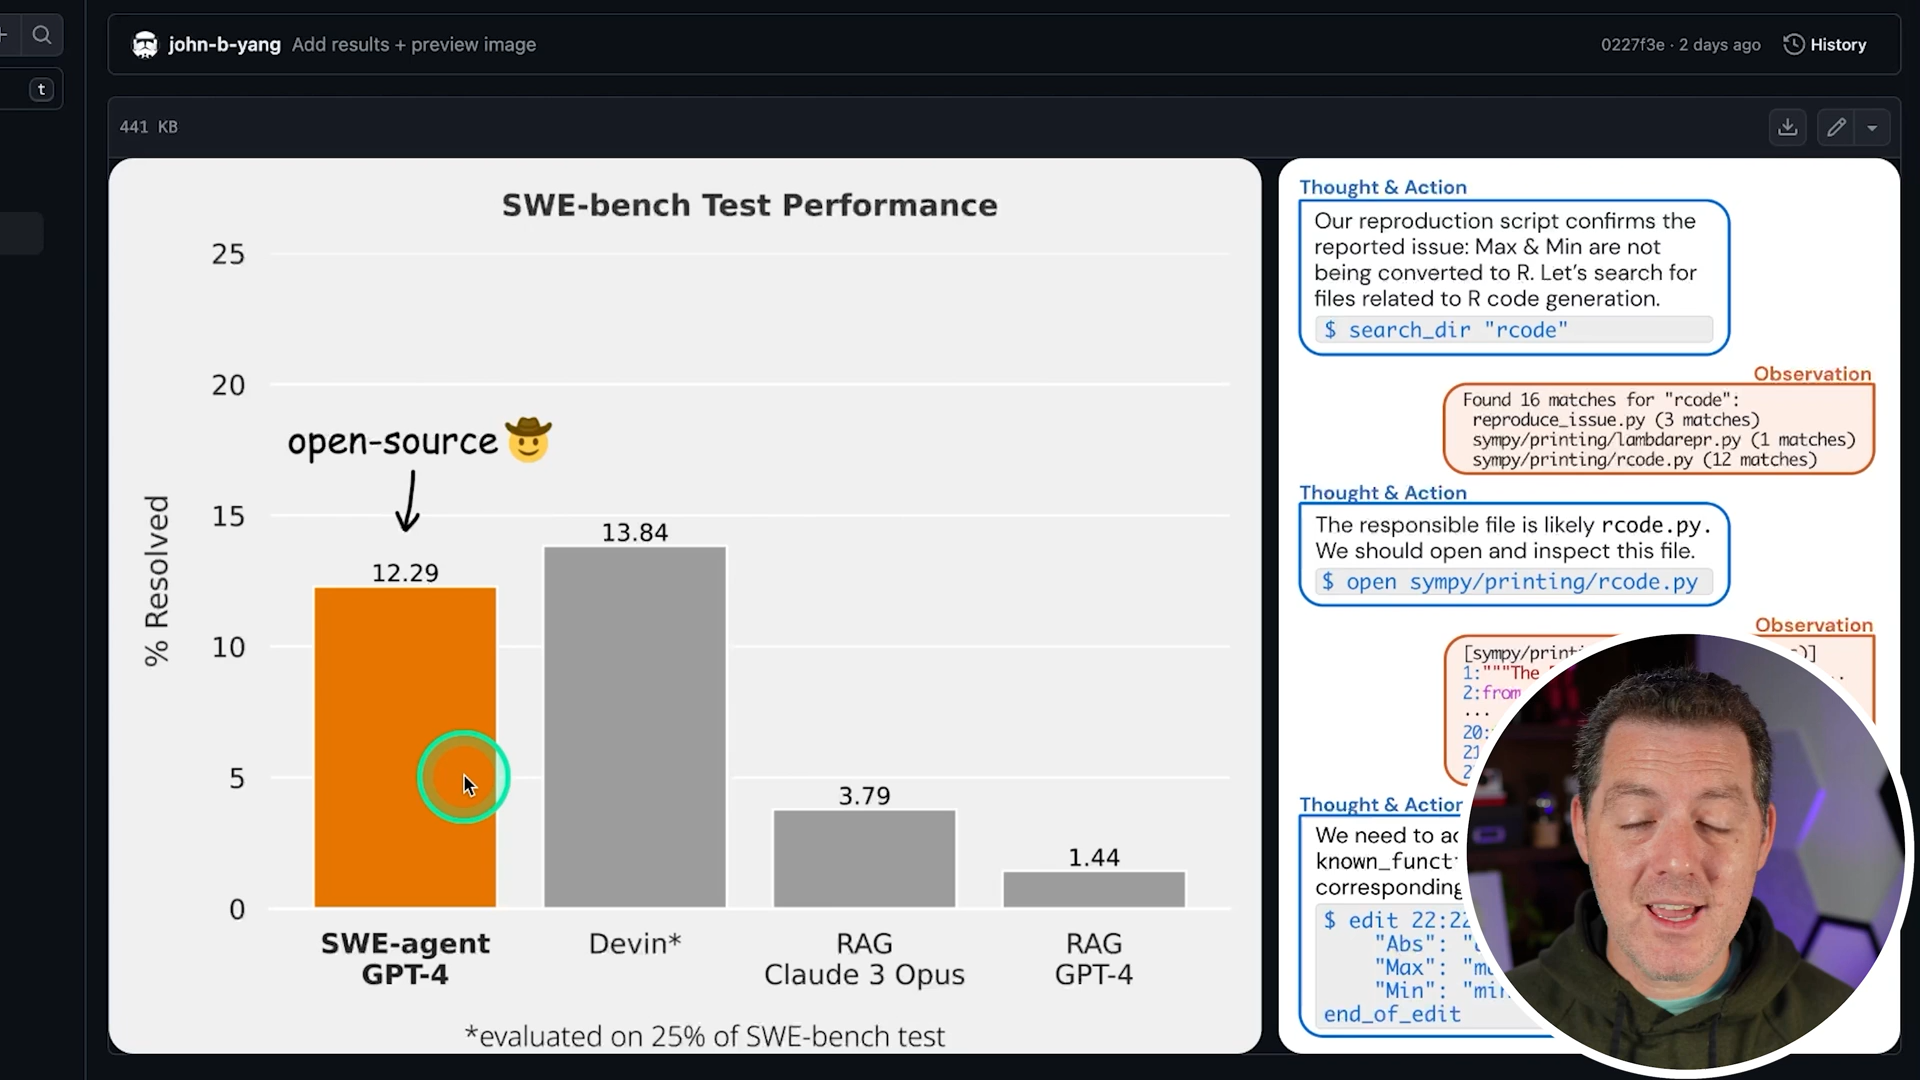 t
john-b-yang Add results + preview image
0227f3e · 2 days ago
History
441 KB
SWE-bench Test Performance
25
20
15
10
5
0
% Resolved
open-source
12.29
13.84
3.79
1.44
SWE-agent
GPT-4
Devin*
RAG
Claude 3 Opus
RAG
GPT-4
*evaluated on 25% of SWE-bench test
Thought & Action
Our reproduction script confirms the
reported issue: Max & Min are not
being converted to R. Let's search for
files related to R code generation.
$ search_dir "rcode"
Observation
Found 16 matches for "rcode":
reproduce_issue.py (3 matches)
sympy/printing/lambdarepr.py (1 matches)
sympy/printing/rcode.py (12 matches)
Thought & Action
The responsible file is likely rcode.py.
We should open and inspect this file.
$ open sympy/printing/rcode.py
Observation
1:"""The
2:from
...
20:
21
Thought & Action
We need to
corresponding
$ edit 22:22
"Abs":
"Max":
"Min":
end_of_edit